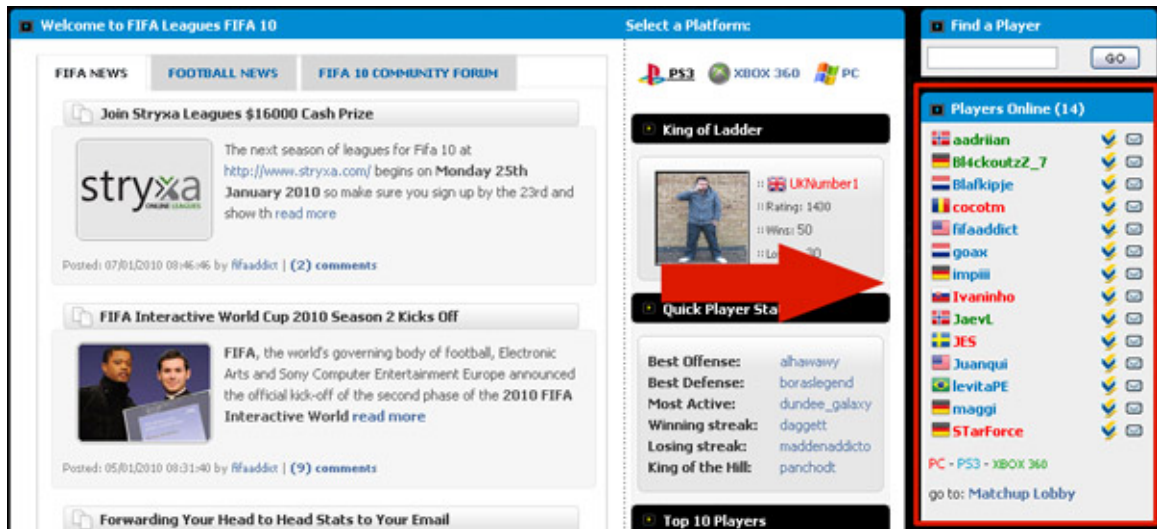 Welcome to FIFA Leagues FIFA 10
FIFA NEWS
FOOTBALL NEWS
FIFA 10 COMMUNITY FORUM
Join Stryxa Leagues $16000 Cash Prize
stryxa
ONLINE LEAGUES
The next season of leagues for Fifa 10 at
http://www.stryxa.com/ begins on Monday 25th
January 2010 so make sure you sign up by the 23rd and
show th read more
Posted: 07/01/2010 08:46:46 by fifaaddict | (2) comments
FIFA Interactive World Cup 2010 Season 2 Kicks Off
FIFA, the world's governing body of football, Electronic
Arts and Sony Computer Entertainment Europe announced
the official kick-off of the second phase of the 2010 FIFA
Interactive World read more
Posted: 05/01/2010 08:31:40 by fifaaddict | (9) comments
Forwarding Your Head to Head Stats to Your Email
Select a Platform:
PS3
XBOX 360
PC
King of Ladder
:: UKNumber1
:: Rating: 1430
:: Wins: 50
Quick Player Sta
Best Offense: alhawawy
Best Defense: boraslegend
Most Active: dundee_galaxy
Winning streak: daggett
Losing streak: maddenaddicto
King of the Hill: panchodt
Top 10 Players
Find a Player
GO
Players Online (14)
aadriian
Bl4ckoutzZ_7
Blafkipje
cocotm
fifaaddict
goax
impiii
Ivaninho
JaevL
JES
Juanqui
levitaPE
maggi
STarForce
PC - PS3 - XBOX 360
go to: Matchup Lobby